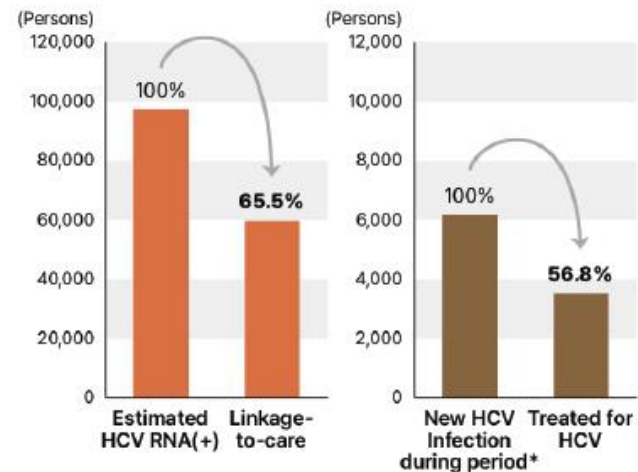 (Persons)
120,000
100,000
80,000
60,000
40,000
20,000
0
100%
65.5%
Estimated
HCV RNA(+)
Linkage-
to-care
(Persons)
12,000
10,000
8,000
6,000
4,000
2,000
0
100%
56.8%
New HCV
Infection
during period*
Treated for
HCV